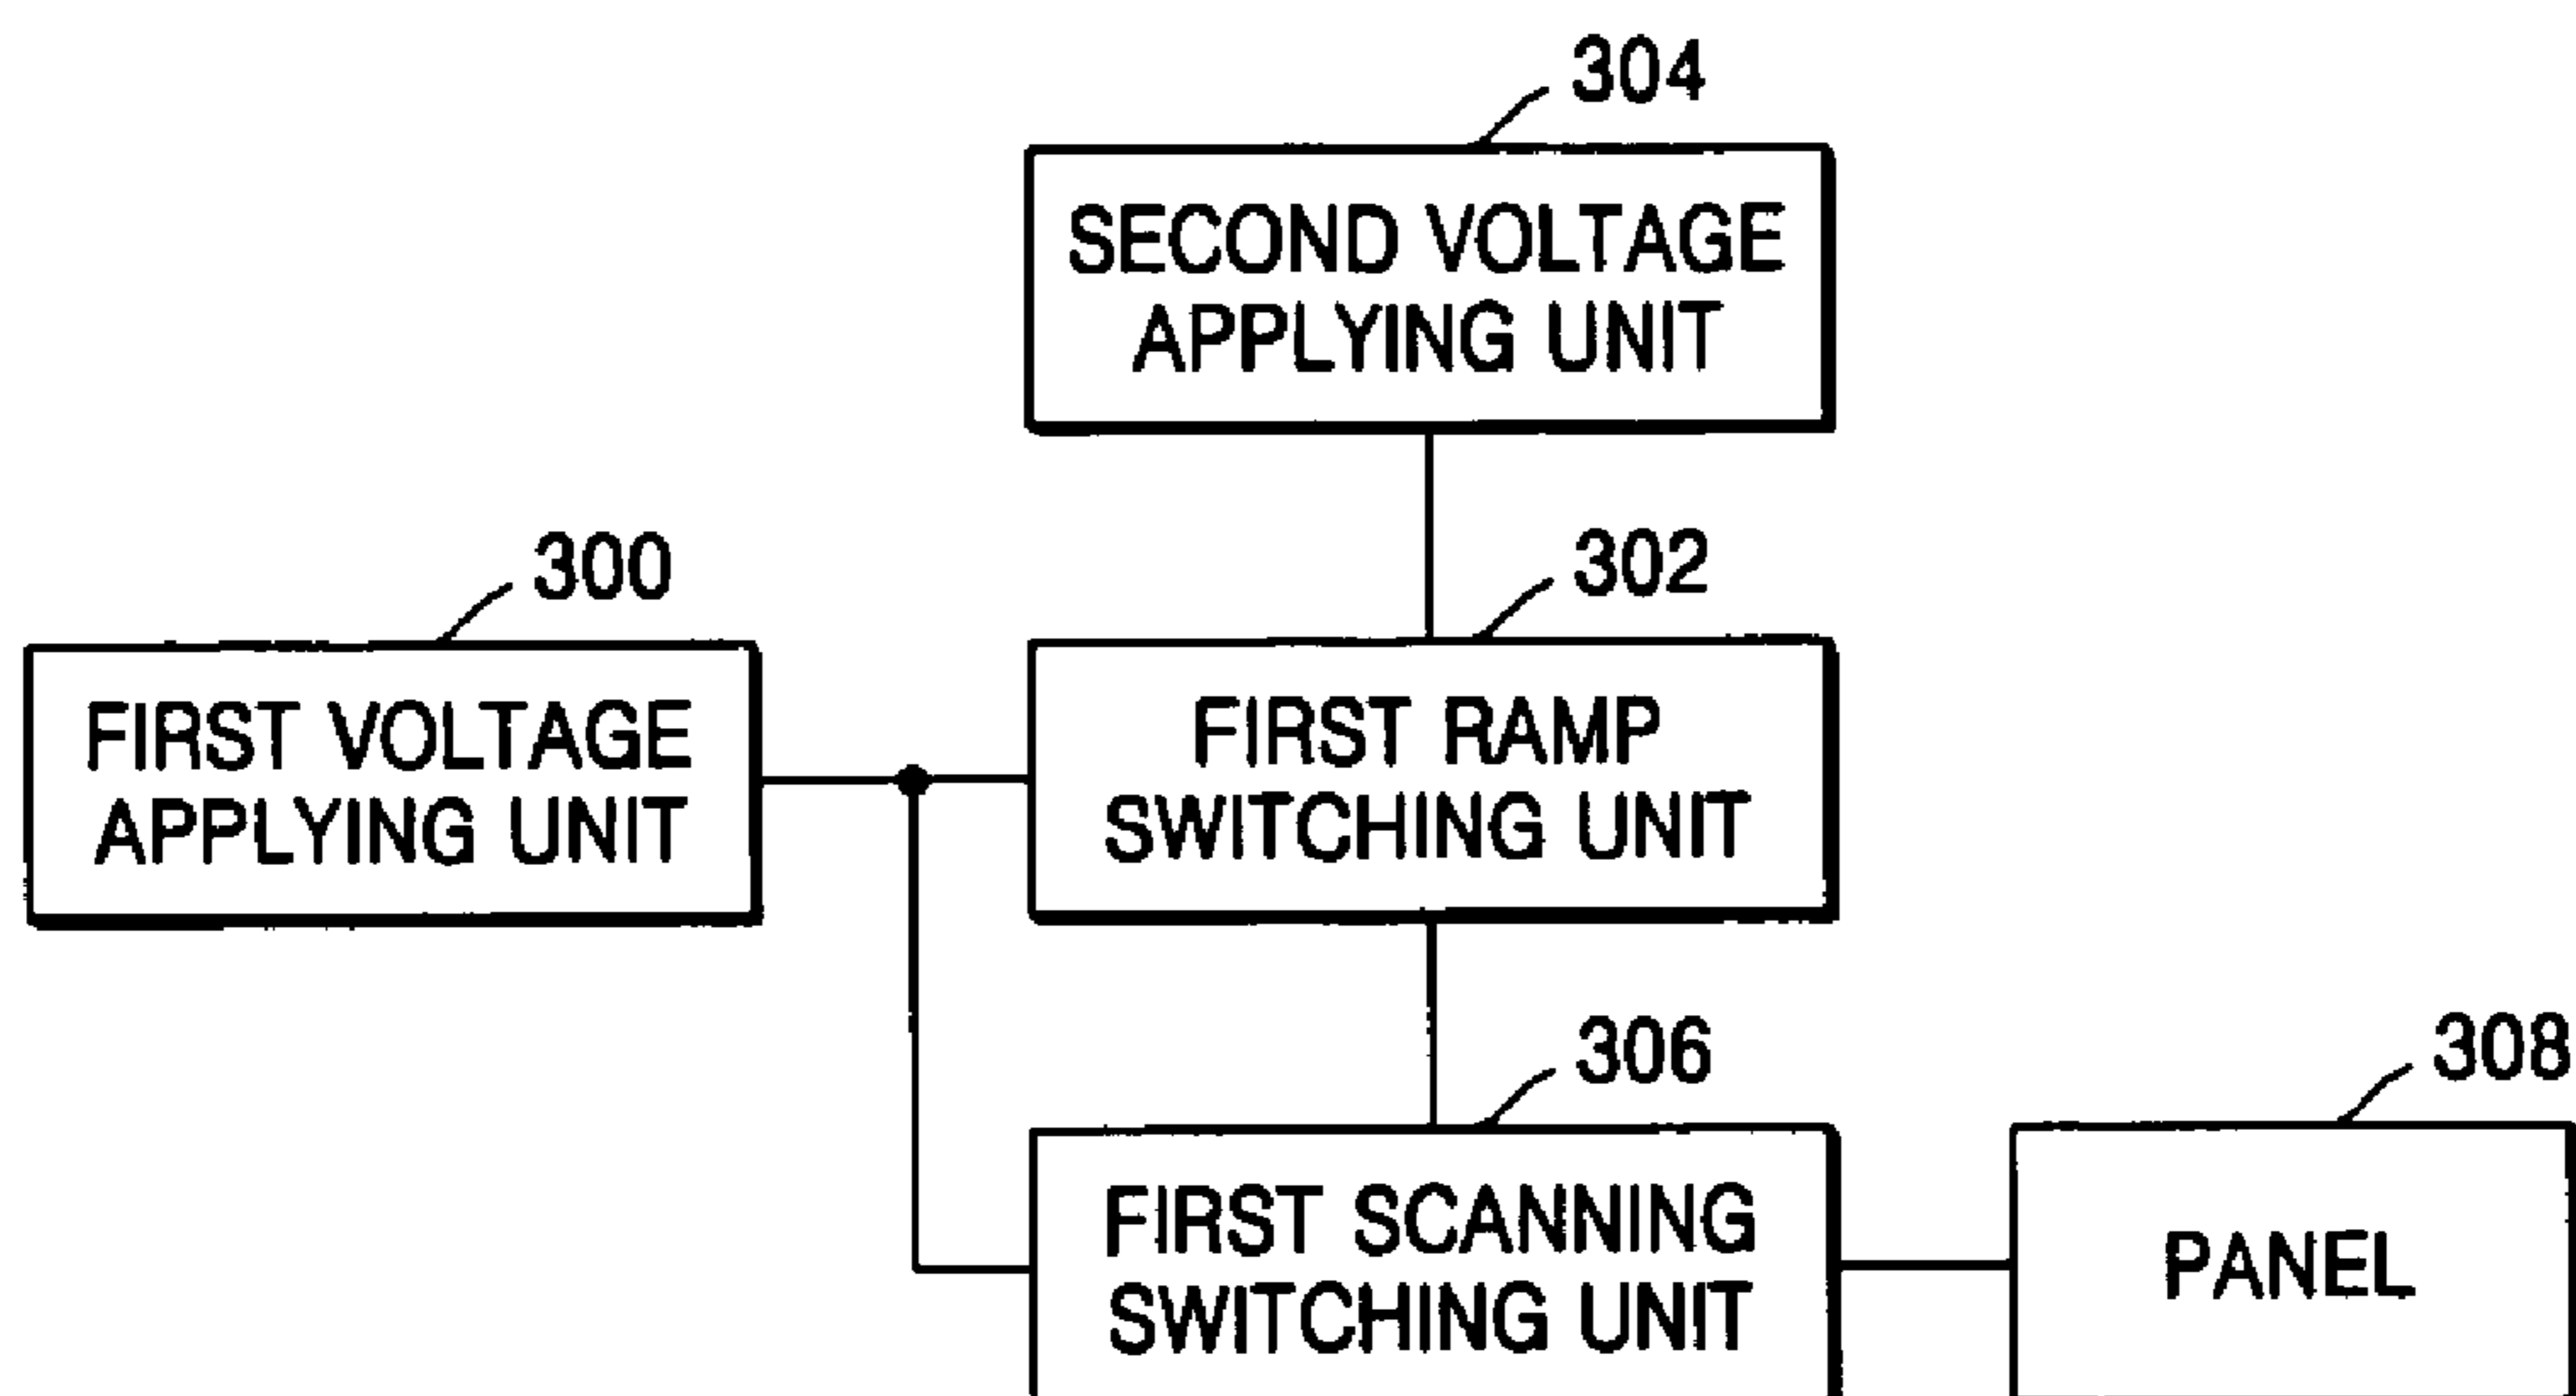 304
SECOND VOLTAGE
APPLYING UNIT
300
FIRST VOLTAGE
APPLYING UNIT
302
FIRST RAMP
SWITCHING UNIT
306
FIRST SCANNING
SWITCHING UNIT
308
PANEL